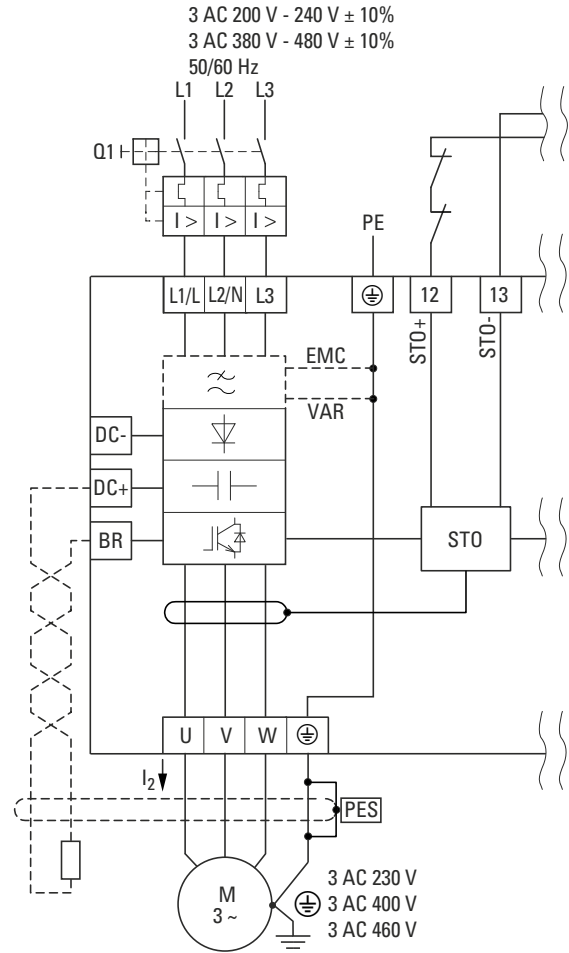 3 AC 200 V - 240 V ± 10%
3 AC 380 V - 480 V ± 10%
50/60 Hz
L1 L2 L3
Q1
I > I > I >
PE
L1/L L2/N L3 12 13
STO+ STO-
EMC
VAR
DC-
DC+
BR
STO
U V W
I₂
PES
M
3 ~
3 AC 230 V
3 AC 400 V
3 AC 460 V